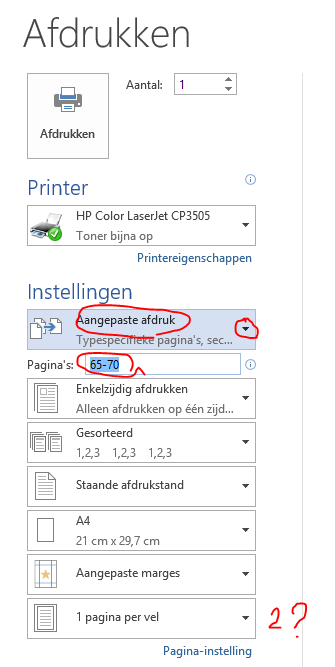 Afdrukken
Aantal: 1
Afdrukken
Printer
HP Color LaserJet CP3505
Toner bijna op
Printereigenschappen
Instellingen
Aangepaste afdruk
Typespecifieke pagina's, sec...
Pagina's: 65-70
Enkelzijdig afdrukken
Alleen afdrukken op één zijd...
Gesorteerd
1,2,3 1,2,3 1,2,3
Staande afdrukstand
A4
21 cm x 29,7 cm
Aangepaste marges
1 pagina per vel
2?
Pagina-instelling